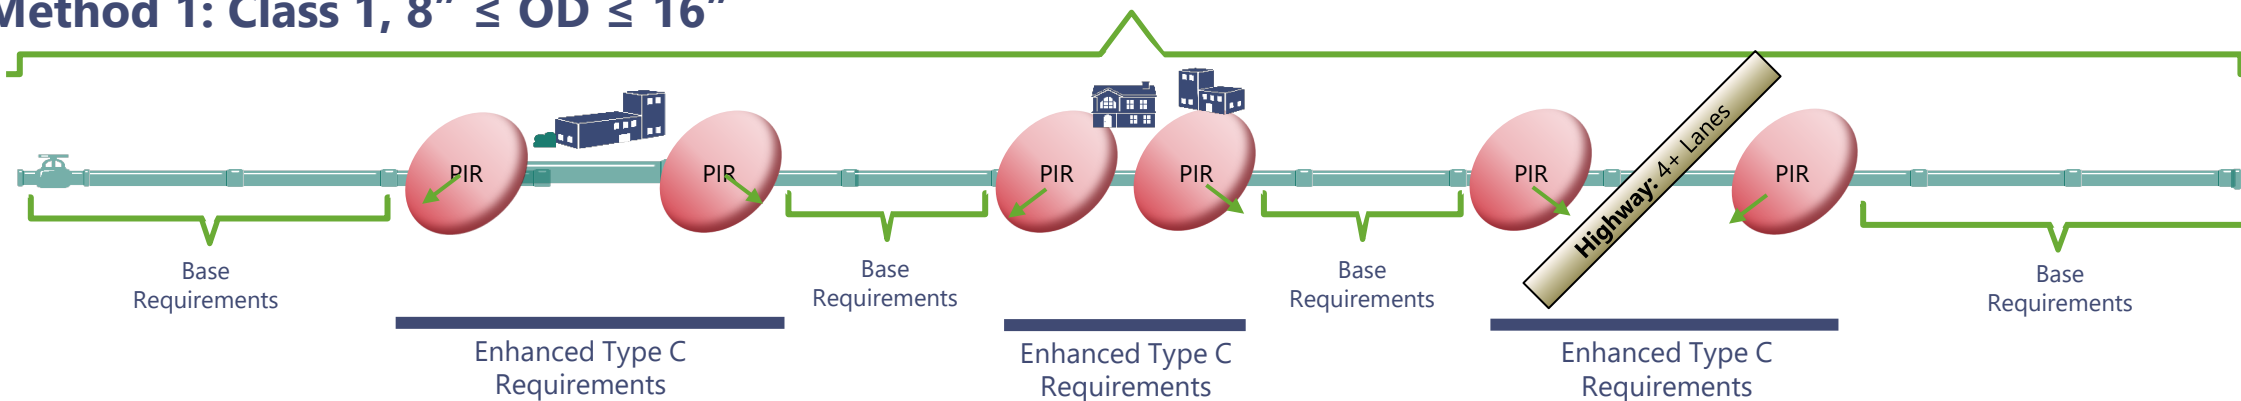 Method 1: Class 1, 8” ≤ OD ≤ 16”
PIR
PIR
PIR
PIR
PIR
PIR
Highway: 4+ Lanes
Base
Requirements
Base
Requirements
Base
Requirements
Base
Requirements
Enhanced Type C
Requirements
Enhanced Type C
Requirements
Enhanced Type C
Requirements